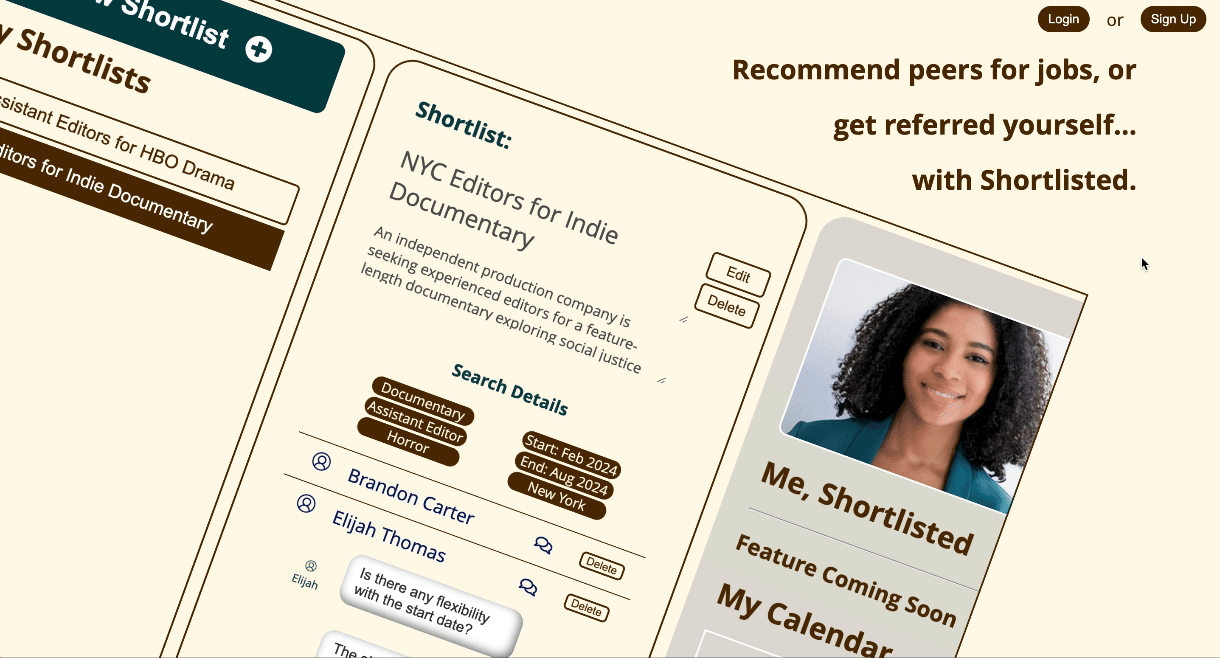 Login or Sign Up
Recommend peers for jobs, or
get referred yourself...
with Shortlisted.
Shortlist
Shortlists
Assistant Editors for HBO Drama
Editors for Indie Documentary
Shortlist:
NYC Editors for Indie
Documentary
An independent production company is
seeking experienced editors for a feature-
length documentary exploring social justice
Edit
Delete
Search Details
Documentary
Assistant Editor
Horror
Start: Feb 2024
End: Aug 2024
New York
Brandon Carter
Delete
Elijah Thomas
Delete
Elijah
Is there any flexibility
with the start date?
Me, Shortlisted
Feature Coming Soon
My Calendar